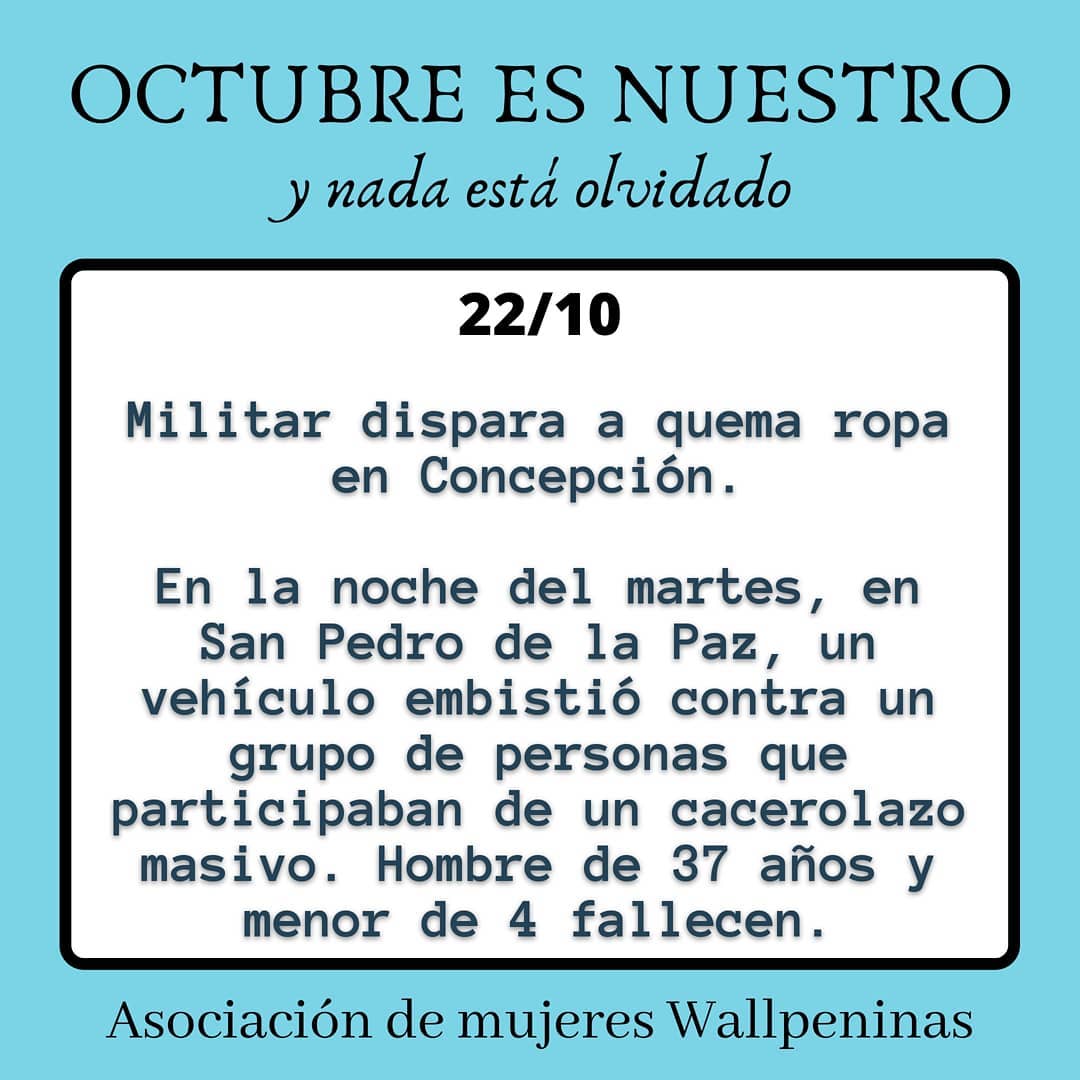 OCTUBRE ES NUESTRO
y nada está olvidado
22/10
Militar dispara a quema ropa
en Concepción.
En la noche del martes, en
San Pedro de la Paz, un
vehículo embistió contra un
grupo de personas que
participaban de un cacerolazo
masivo. Hombre de 37 años y
menor de 4 fallecen.
Asociación de mujeres Wallpeninas